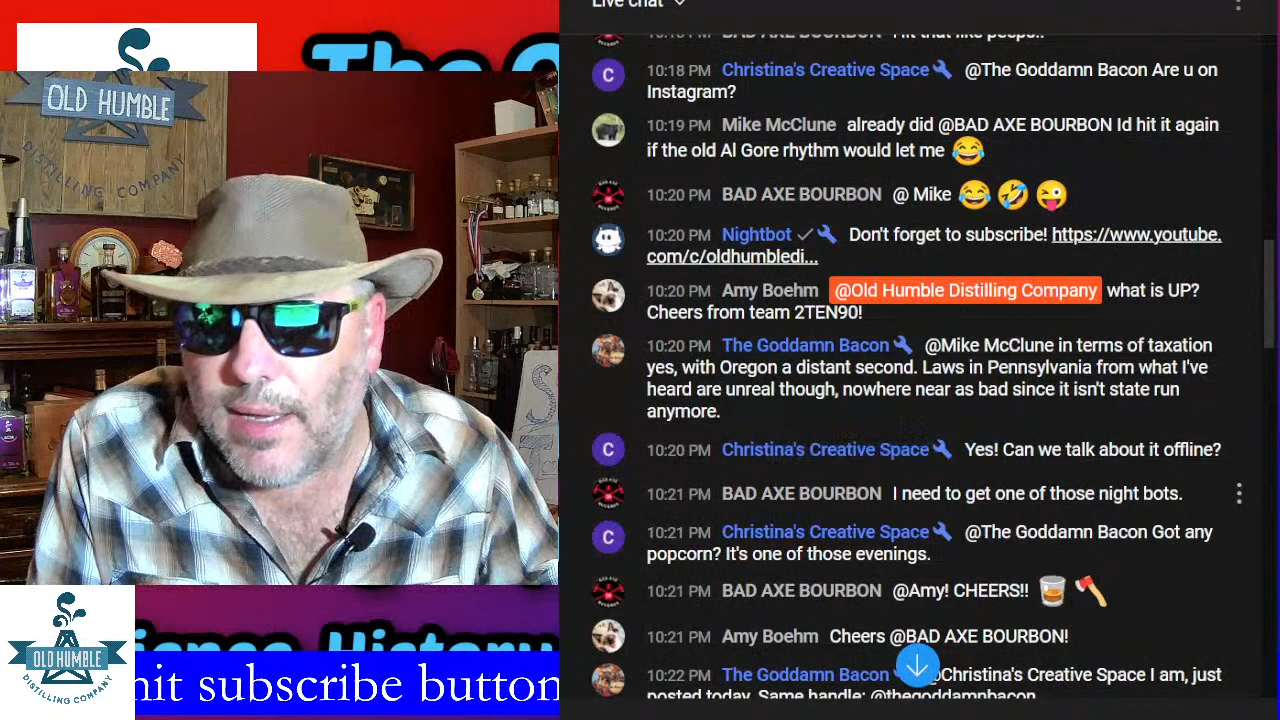 The
OLD HUMBLE
DISTILLING COMPANY
OLD HUMBLE
DISTILLING COMPANY
History
hit subscribe button
Live chat
10:18 PM Christina's Creative Space @The Goddamn Bacon Are u on
Instagram?
10:19 PM Mike McClune already did @BAD AXE BOURBON Id hit it again
if the old Al Gore rhythm would let me 😂
10:20 PM BAD AXE BOURBON @ Mike 😂 🤣 😜
10:20 PM Nightbot Don't forget to subscribe! https://www.youtube.
com/c/oldhumbledi...
10:20 PM Amy Boehm @Old Humble Distilling Company what is UP?
Cheers from team 2TEN90!
10:20 PM The Goddamn Bacon @Mike McClune in terms of taxation
yes, with Oregon a distant second. Laws in Pennsylvania from what I've
heard are unreal though, nowhere near as bad since it isn't state run
anymore.
C 10:20 PM Christina's Creative Space Yes! Can we talk about it offline?
10:21 PM BAD AXE BOURBON I need to get one of those night bots.
C 10:21 PM Christina's Creative Space @The Goddamn Bacon Got any
popcorn? It's one of those evenings.
10:21 PM BAD AXE BOURBON @Amy! CHEERS!! 🥃 🪓
10:21 PM Amy Boehm Cheers @BAD AXE BOURBON!
10:22 PM The Goddamn Bacon @Christina's Creative Space I am, just
posted today. Same handle: @thegoddamnbacon